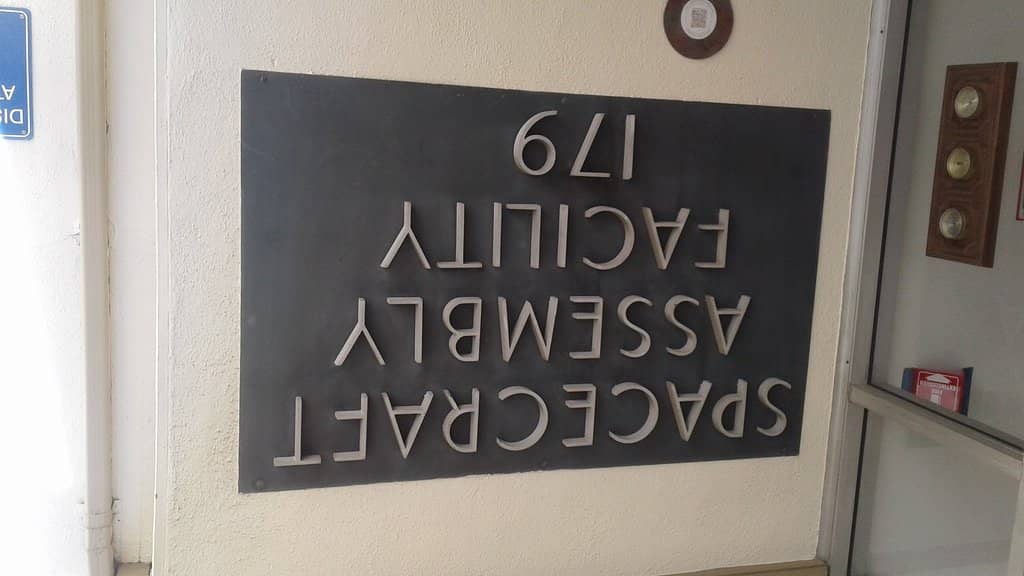 SPACECRAFT
ASSEMBLY
FACILITY
179